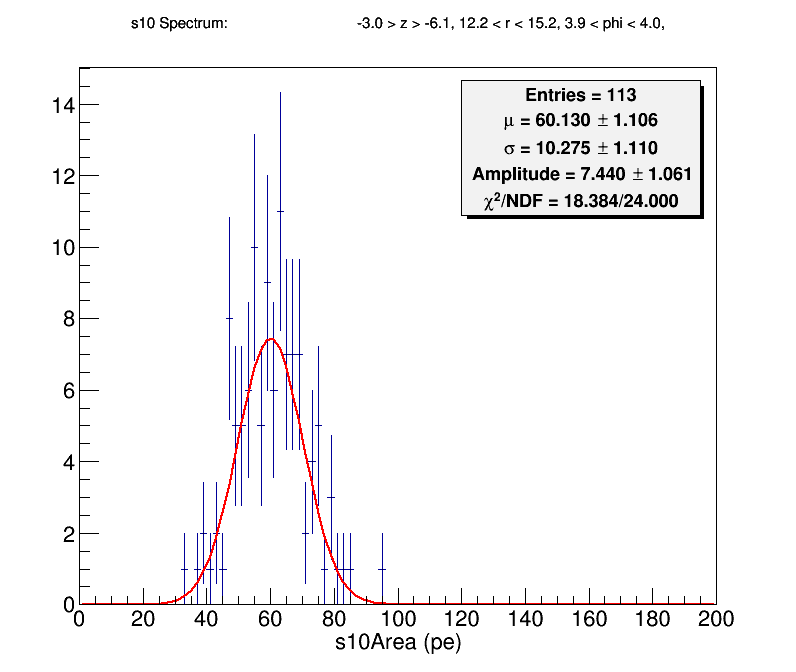 s10 Spectrum: -3.0 > z > -6.1, 12.2 < r < 15.2, 3.9 < phi < 4.0,
Entries = 113
μ = 60.130 ± 1.106
σ = 10.275 ± 1.110
Amplitude = 7.440 ± 1.061
χ²/NDF = 18.384/24.000
14
12
10
8
6
4
2
0
0 20 40 60 80 100 120 140 160 180 200
s10Area (pe)